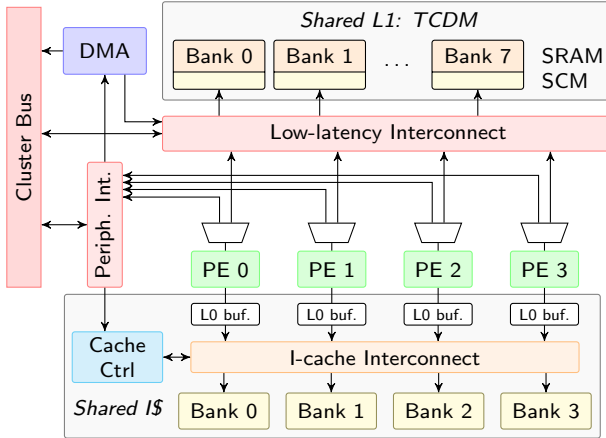 Shared L1: TCDM
DMA
Bank 0
Bank 1
...
Bank 7
SRAM
SCM
Cluster Bus
Low-latency Interconnect
Periph. Int.
PE 0
PE 1
PE 2
PE 3
L0 buf.
L0 buf.
L0 buf.
L0 buf.
Cache
Ctrl
I-cache Interconnect
Shared I$
Bank 0
Bank 1
Bank 2
Bank 3